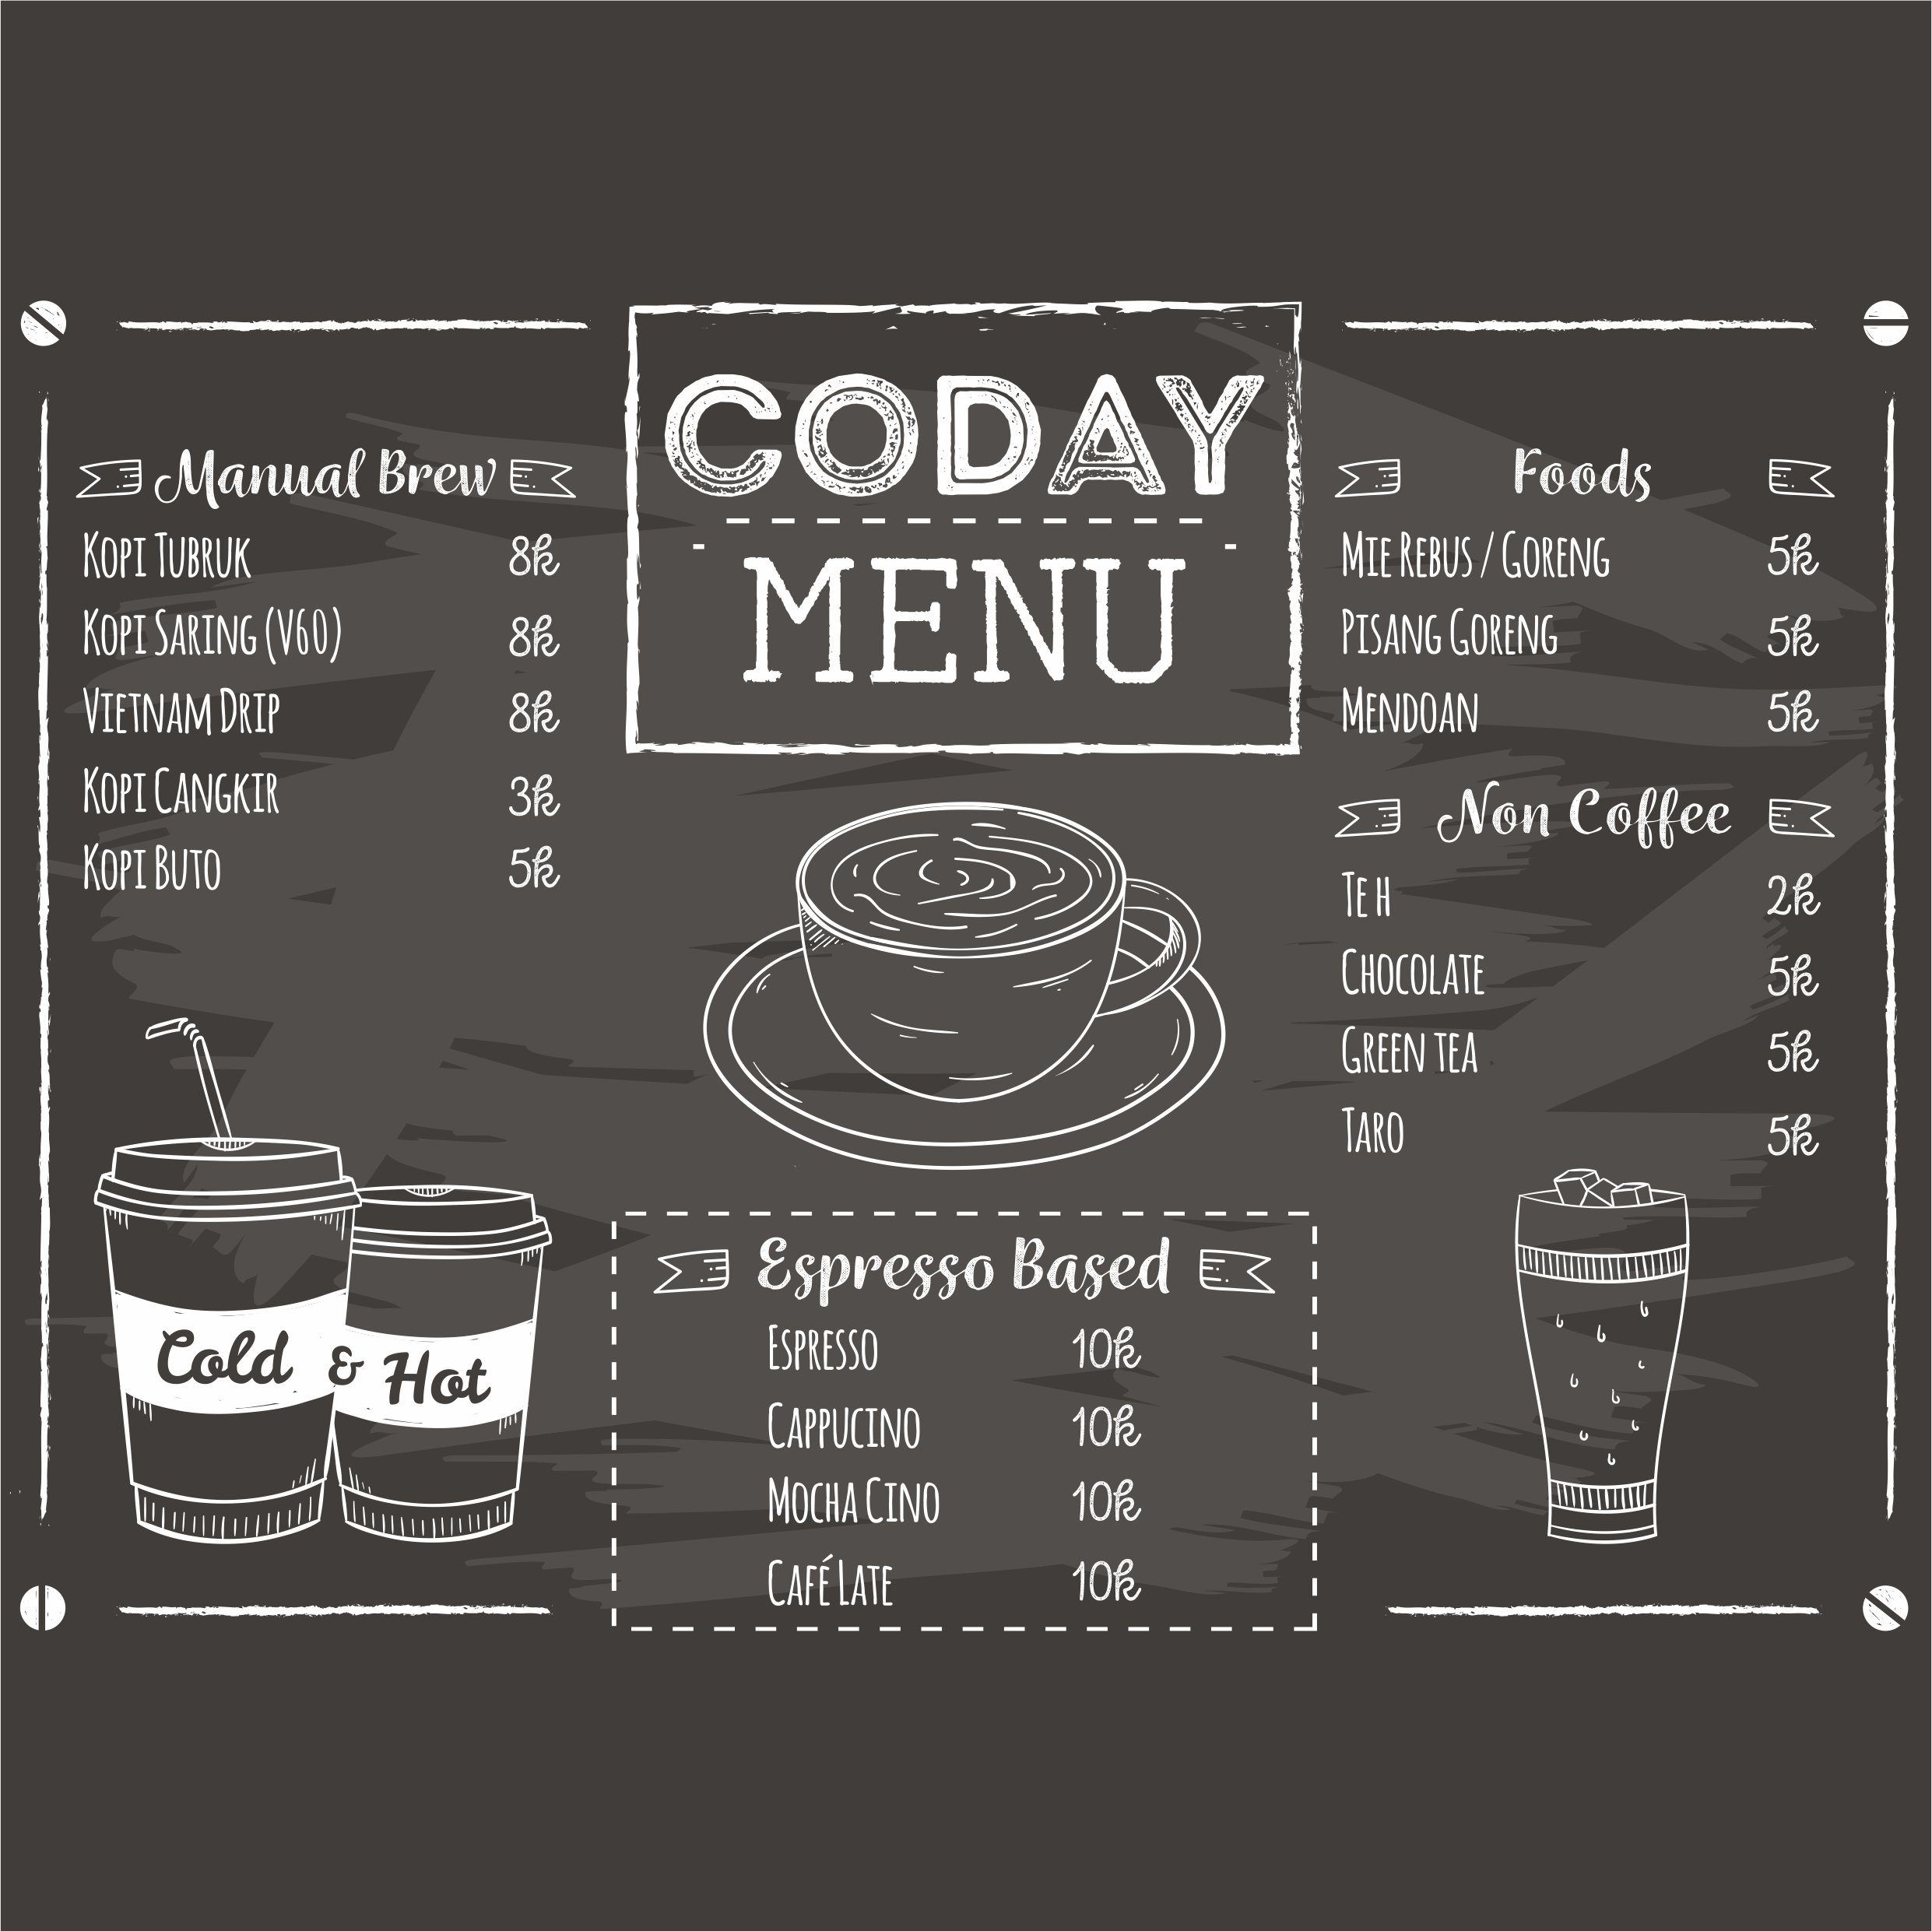 CODAY
MENU
Manual Brew
Kopi Tubruk 8k
Kopi Saring (V60) 8k
Vietnam Drip 8k
Kopi Cangkir 3k
Kopi Buto 5k
Cold & Hot
Espresso Based
Espresso 10k
Cappucino 10k
Mocha Cino 10k
Café Late 10k
Foods
Mie Rebus / Goreng 5k
Pisang Goreng 5k
Mendoan 5k
Non Coffee
Te h 2k
Chocolate 5k
Green tea 5k
Taro 5k